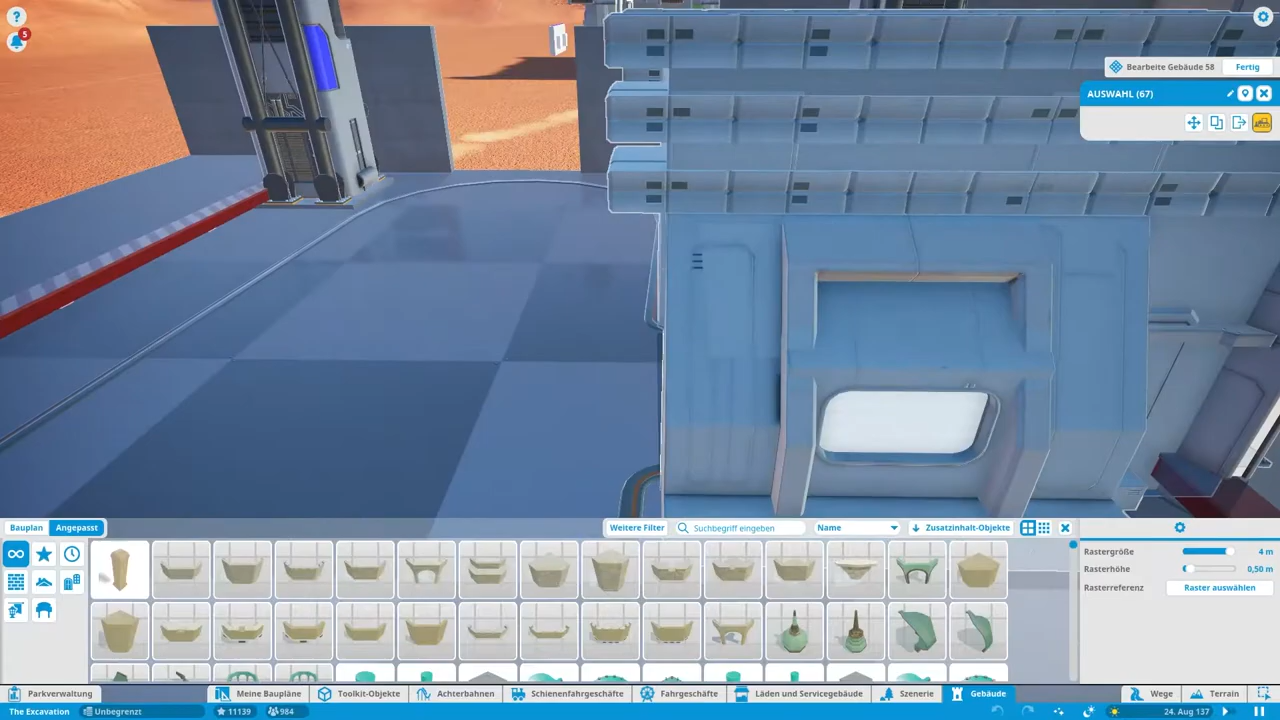 ?
5
Bearbeite Gebäude 58
Fertig
AUSWAHL (67)
Bauplan
Angepasst
Weitere Filter
Suchbegriff eingeben
Name
Zusatzinhalt-Objekte
Rastergröße
4 m
Rasterhöhe
0,50 m
Rasterreferenz
Raster auswählen
Parkverwaltung
Meine Baupläne
Toolkit-Objekte
Achterbahnen
Schienenfahrgeschäfte
Fahrgeschäfte
Läden und Servicegebäude
Szenerie
Gebäude
Wege
Terrain
The Excavation
Unbegrenzt
11139
984
24. Aug 137